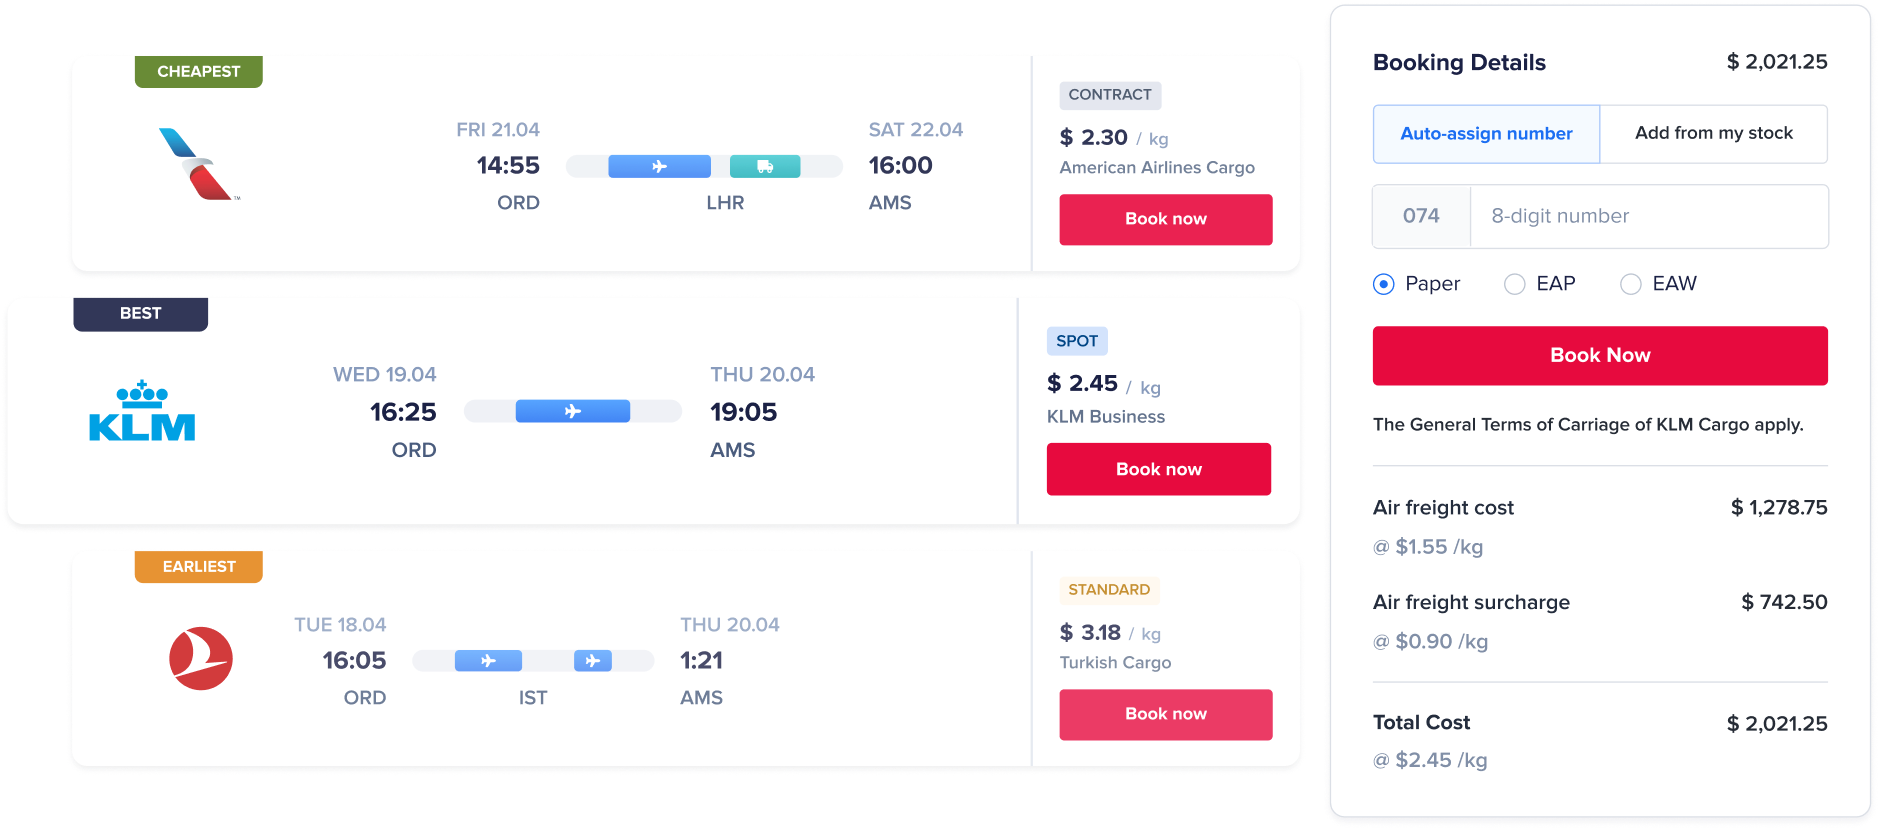 CHEAPEST
FRI 21.04
14:55
ORD
LHR
SAT 22.04
16:00
AMS
CONTRACT
$ 2.30 / kg
American Airlines Cargo
Book now
BEST
KLM
WED 19.04
16:25
ORD
THU 20.04
19:05
AMS
SPOT
$ 2.45 / kg
KLM Business
Book now
EARLIEST
TUE 18.04
16:05
ORD
IST
THU 20.04
1:21
AMS
STANDARD
$ 3.18 / kg
Turkish Cargo
Book now
Booking Details $ 2,021.25
Auto-assign number Add from my stock
074 8-digit number
Paper EAP EAW
Book Now
The General Terms of Carriage of KLM Cargo apply.
Air freight cost $ 1,278.75
@ $1.55 /kg
Air freight surcharge $ 742.50
@ $0.90 /kg
Total Cost $ 2,021.25
@ $2.45 /kg